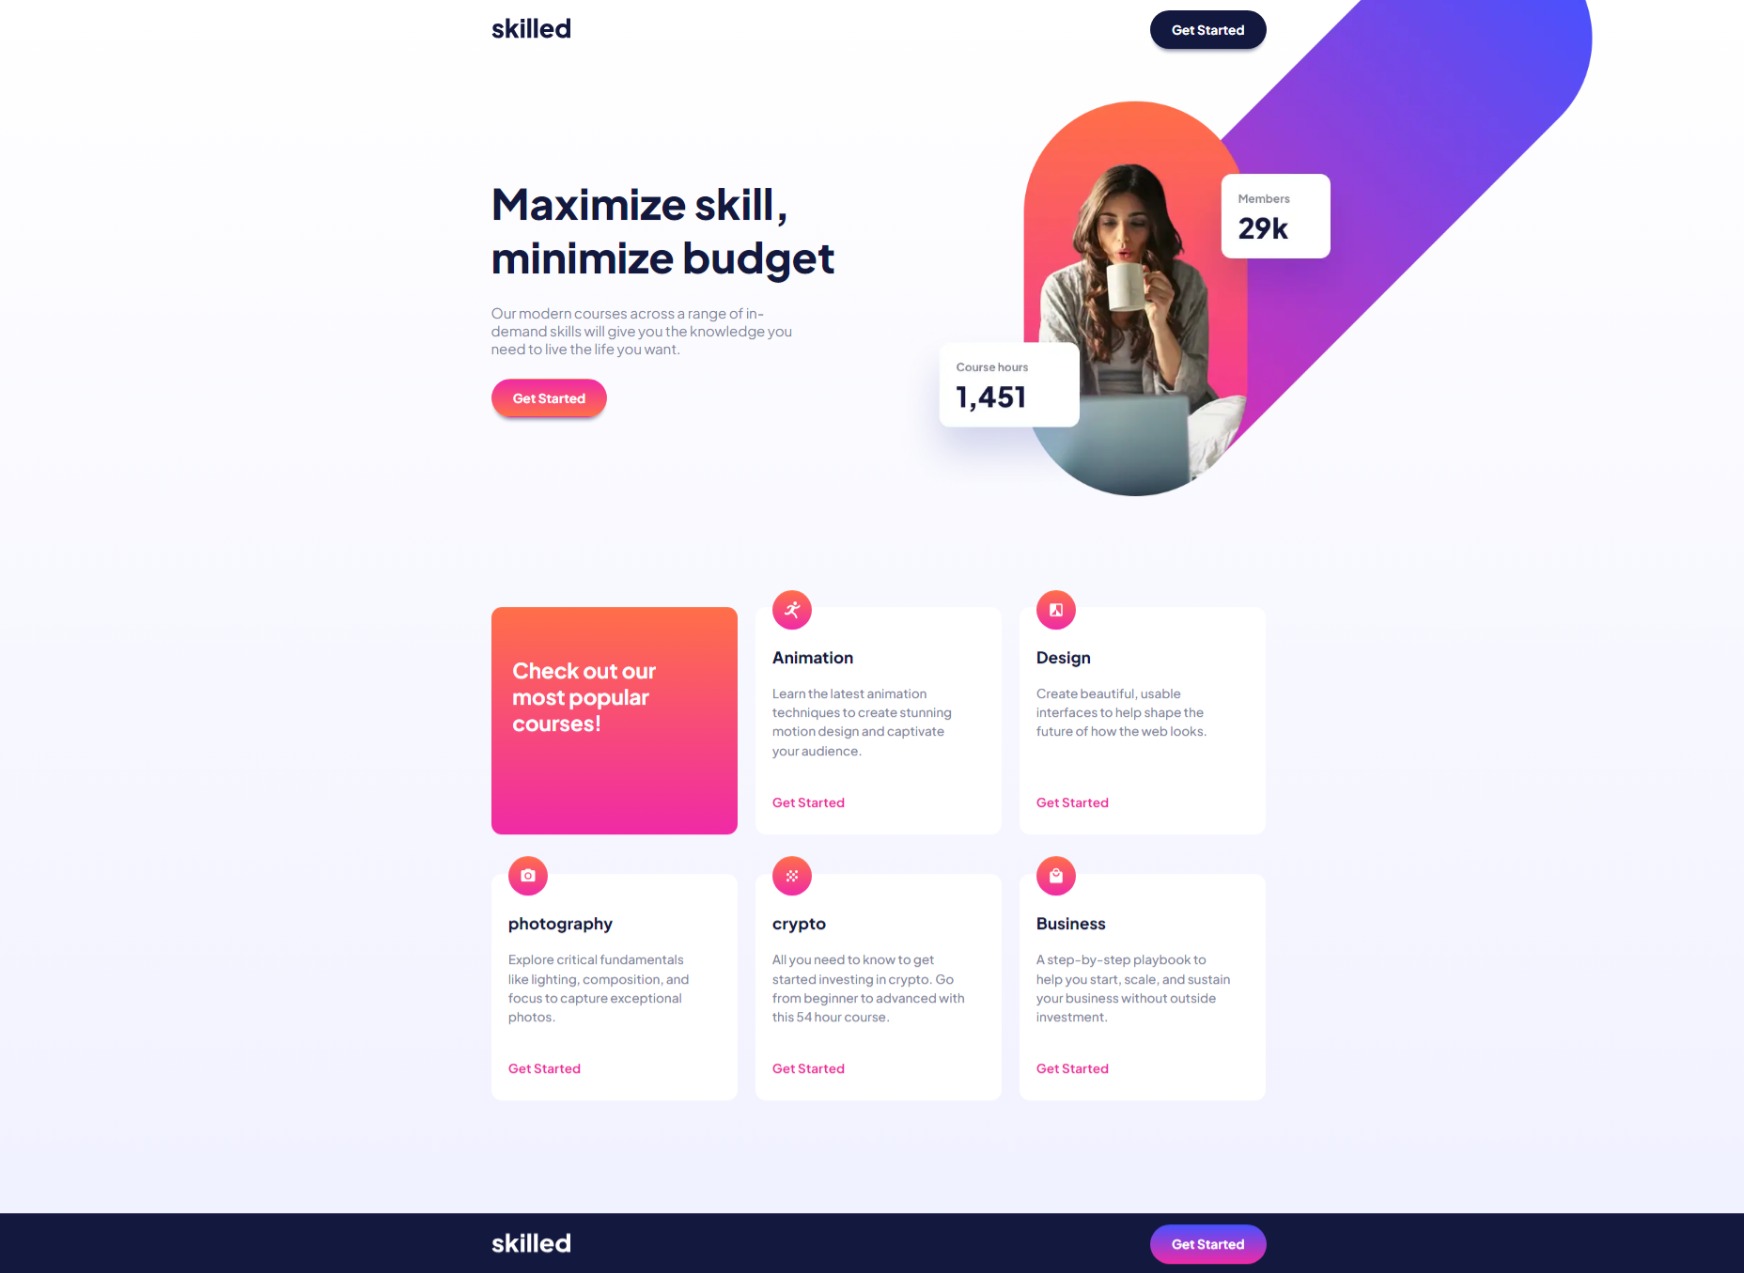 skilled
Get Started
Maximize skill,
minimize budget
Our modern courses across a range of in-
demand skills will give you the knowledge you
need to live the life you want.
Get Started
Members
29k
Course hours
1,451
Check out our
most popular
courses!
Animation
Learn the latest animation
techniques to create stunning
motion design and captivate
your audience.
Get Started
Design
Create beautiful, usable
interfaces to help shape the
future of how the web looks.
Get Started
photography
Explore critical fundamentals
like lighting, composition, and
focus to capture exceptional
photos.
Get Started
crypto
All you need to know to get
started investing in crypto. Go
from beginner to advanced with
this 54 hour course.
Get Started
Business
A step-by-step playbook to
help you start, scale, and sustain
your business without outside
investment.
Get Started
skilled
Get Started